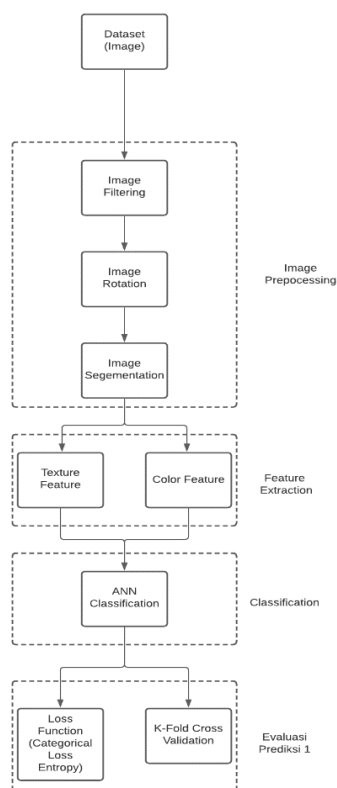 Dataset
(Image)
Image
Filtering
Image
Rotation
Image
Prepocessing
Image
Segementation
Texture
Feature
Color Feature
Feature
Extraction
ANN
Classification
Classification
Loss
Function
(Categorical
Loss
Entropy)
K-Fold Cross
Validation
Evaluasi
Prediksi 1